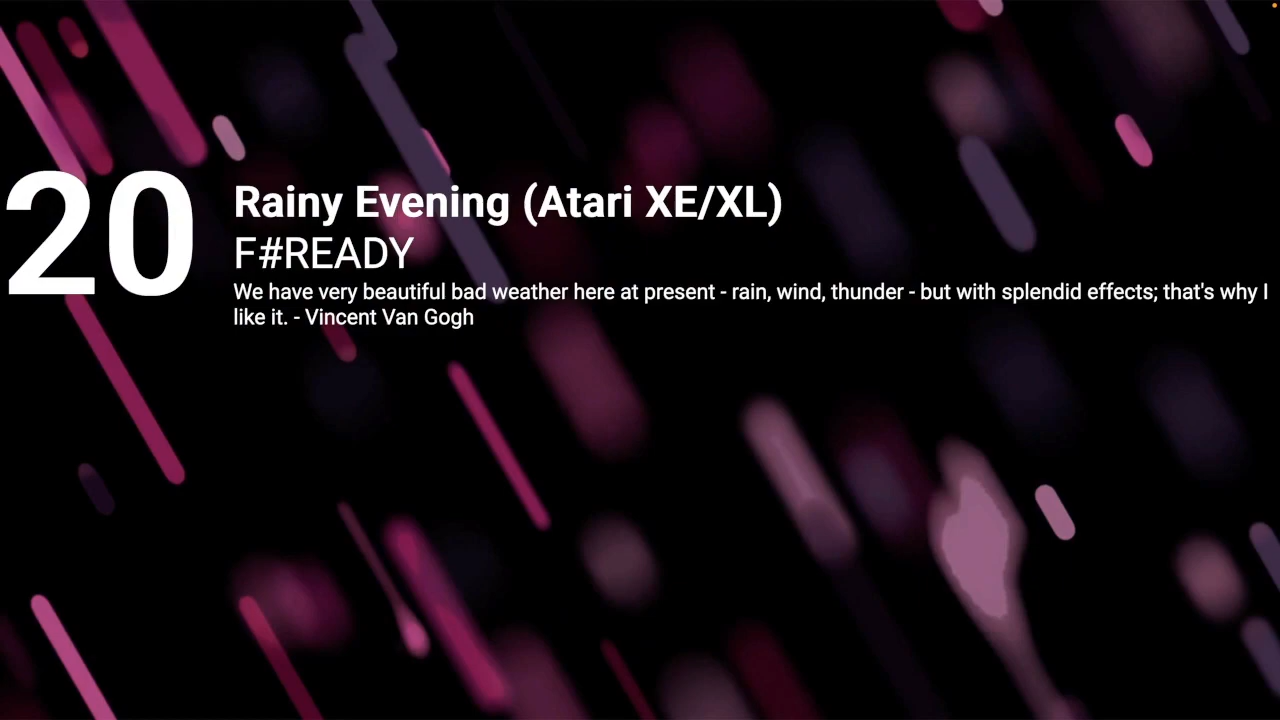 20
Rainy Evening (Atari XE/XL)
F#READY
We have very beautiful bad weather here at present - rain, wind, thunder - but with splendid effects; that's why I
like it. - Vincent Van Gogh